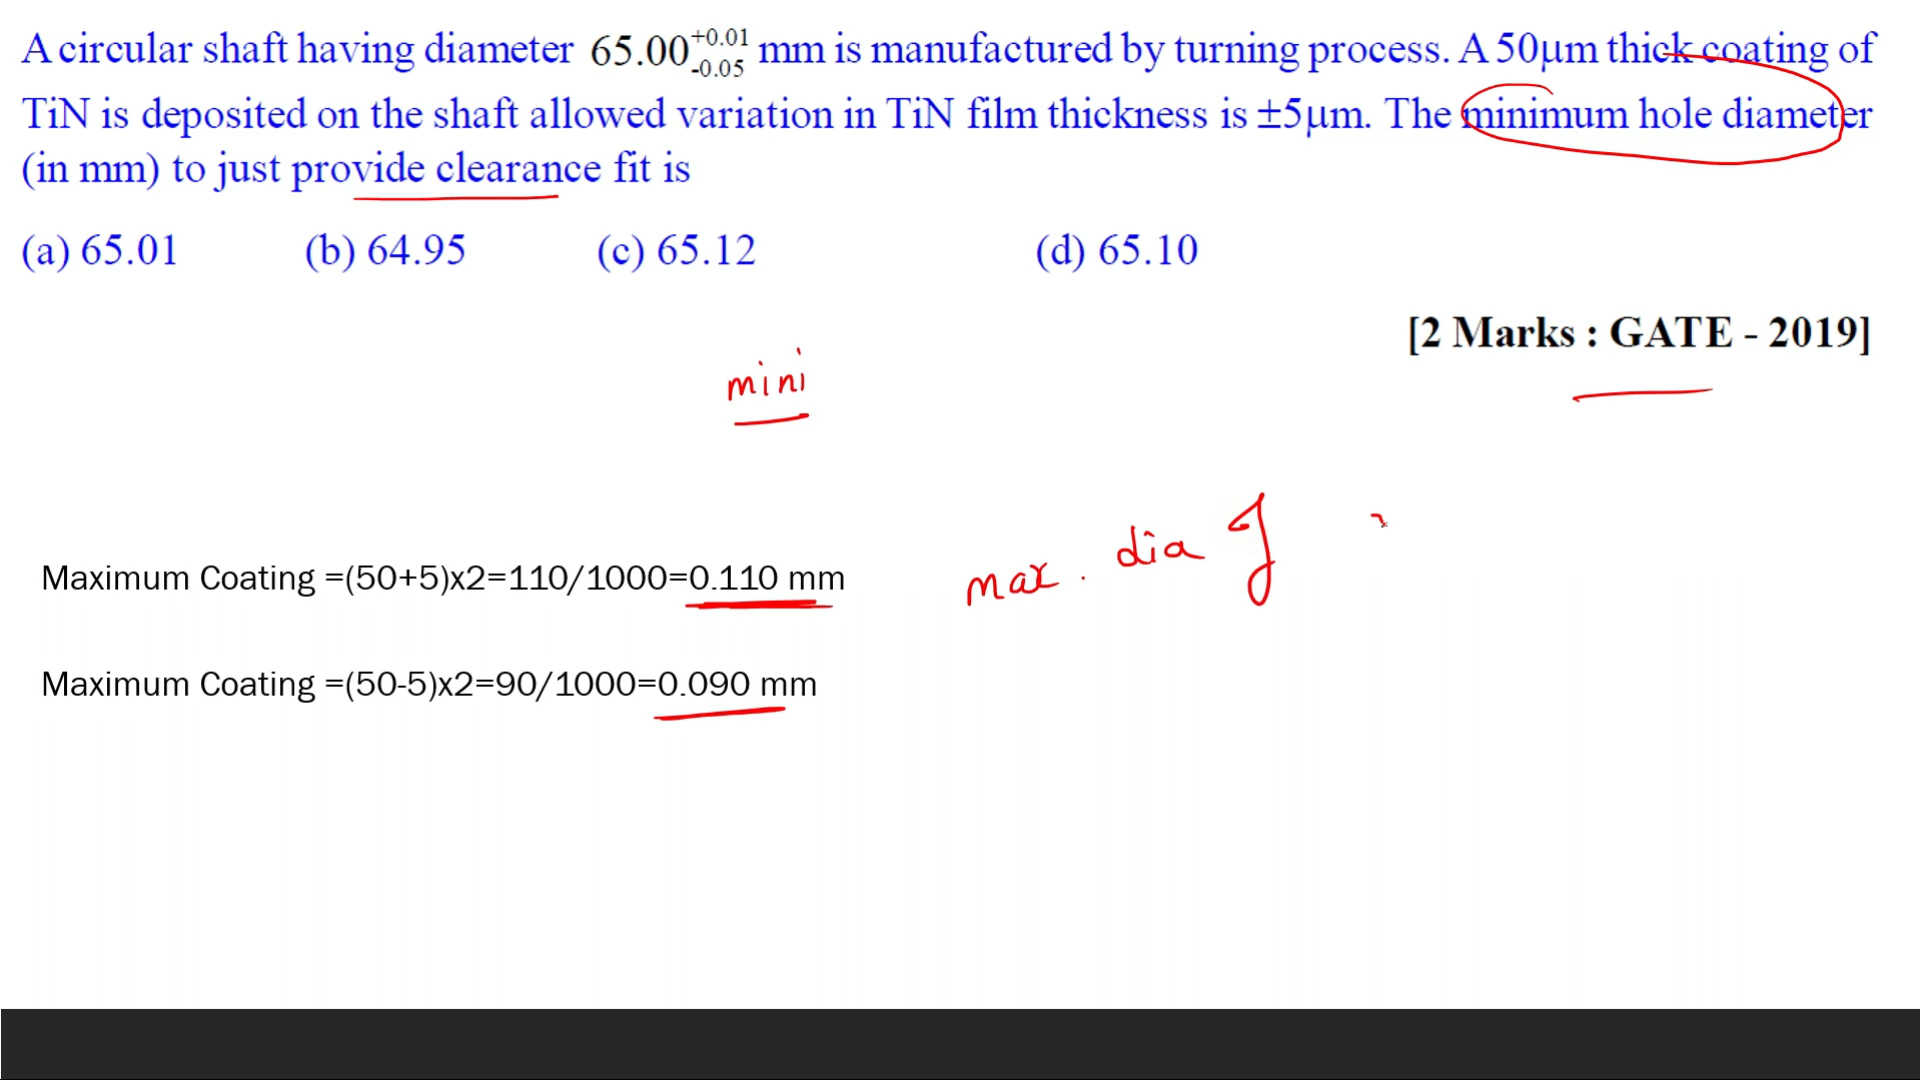 A circular shaft having diameter 65.00 +0.01 -0.05 mm is manufactured by turning process. A 50μm thick coating of
TiN is deposited on the shaft allowed variation in TiN film thickness is ±5μm. The minimum hole diameter
(in mm) to just provide clearance fit is
(a) 65.01 (b) 64.95 (c) 65.12 (d) 65.10
[2 Marks : GATE - 2019]
mini
max. dia of
Maximum Coating =(50+5)x2=110/1000=0.110 mm
Maximum Coating =(50-5)x2=90/1000=0.090 mm